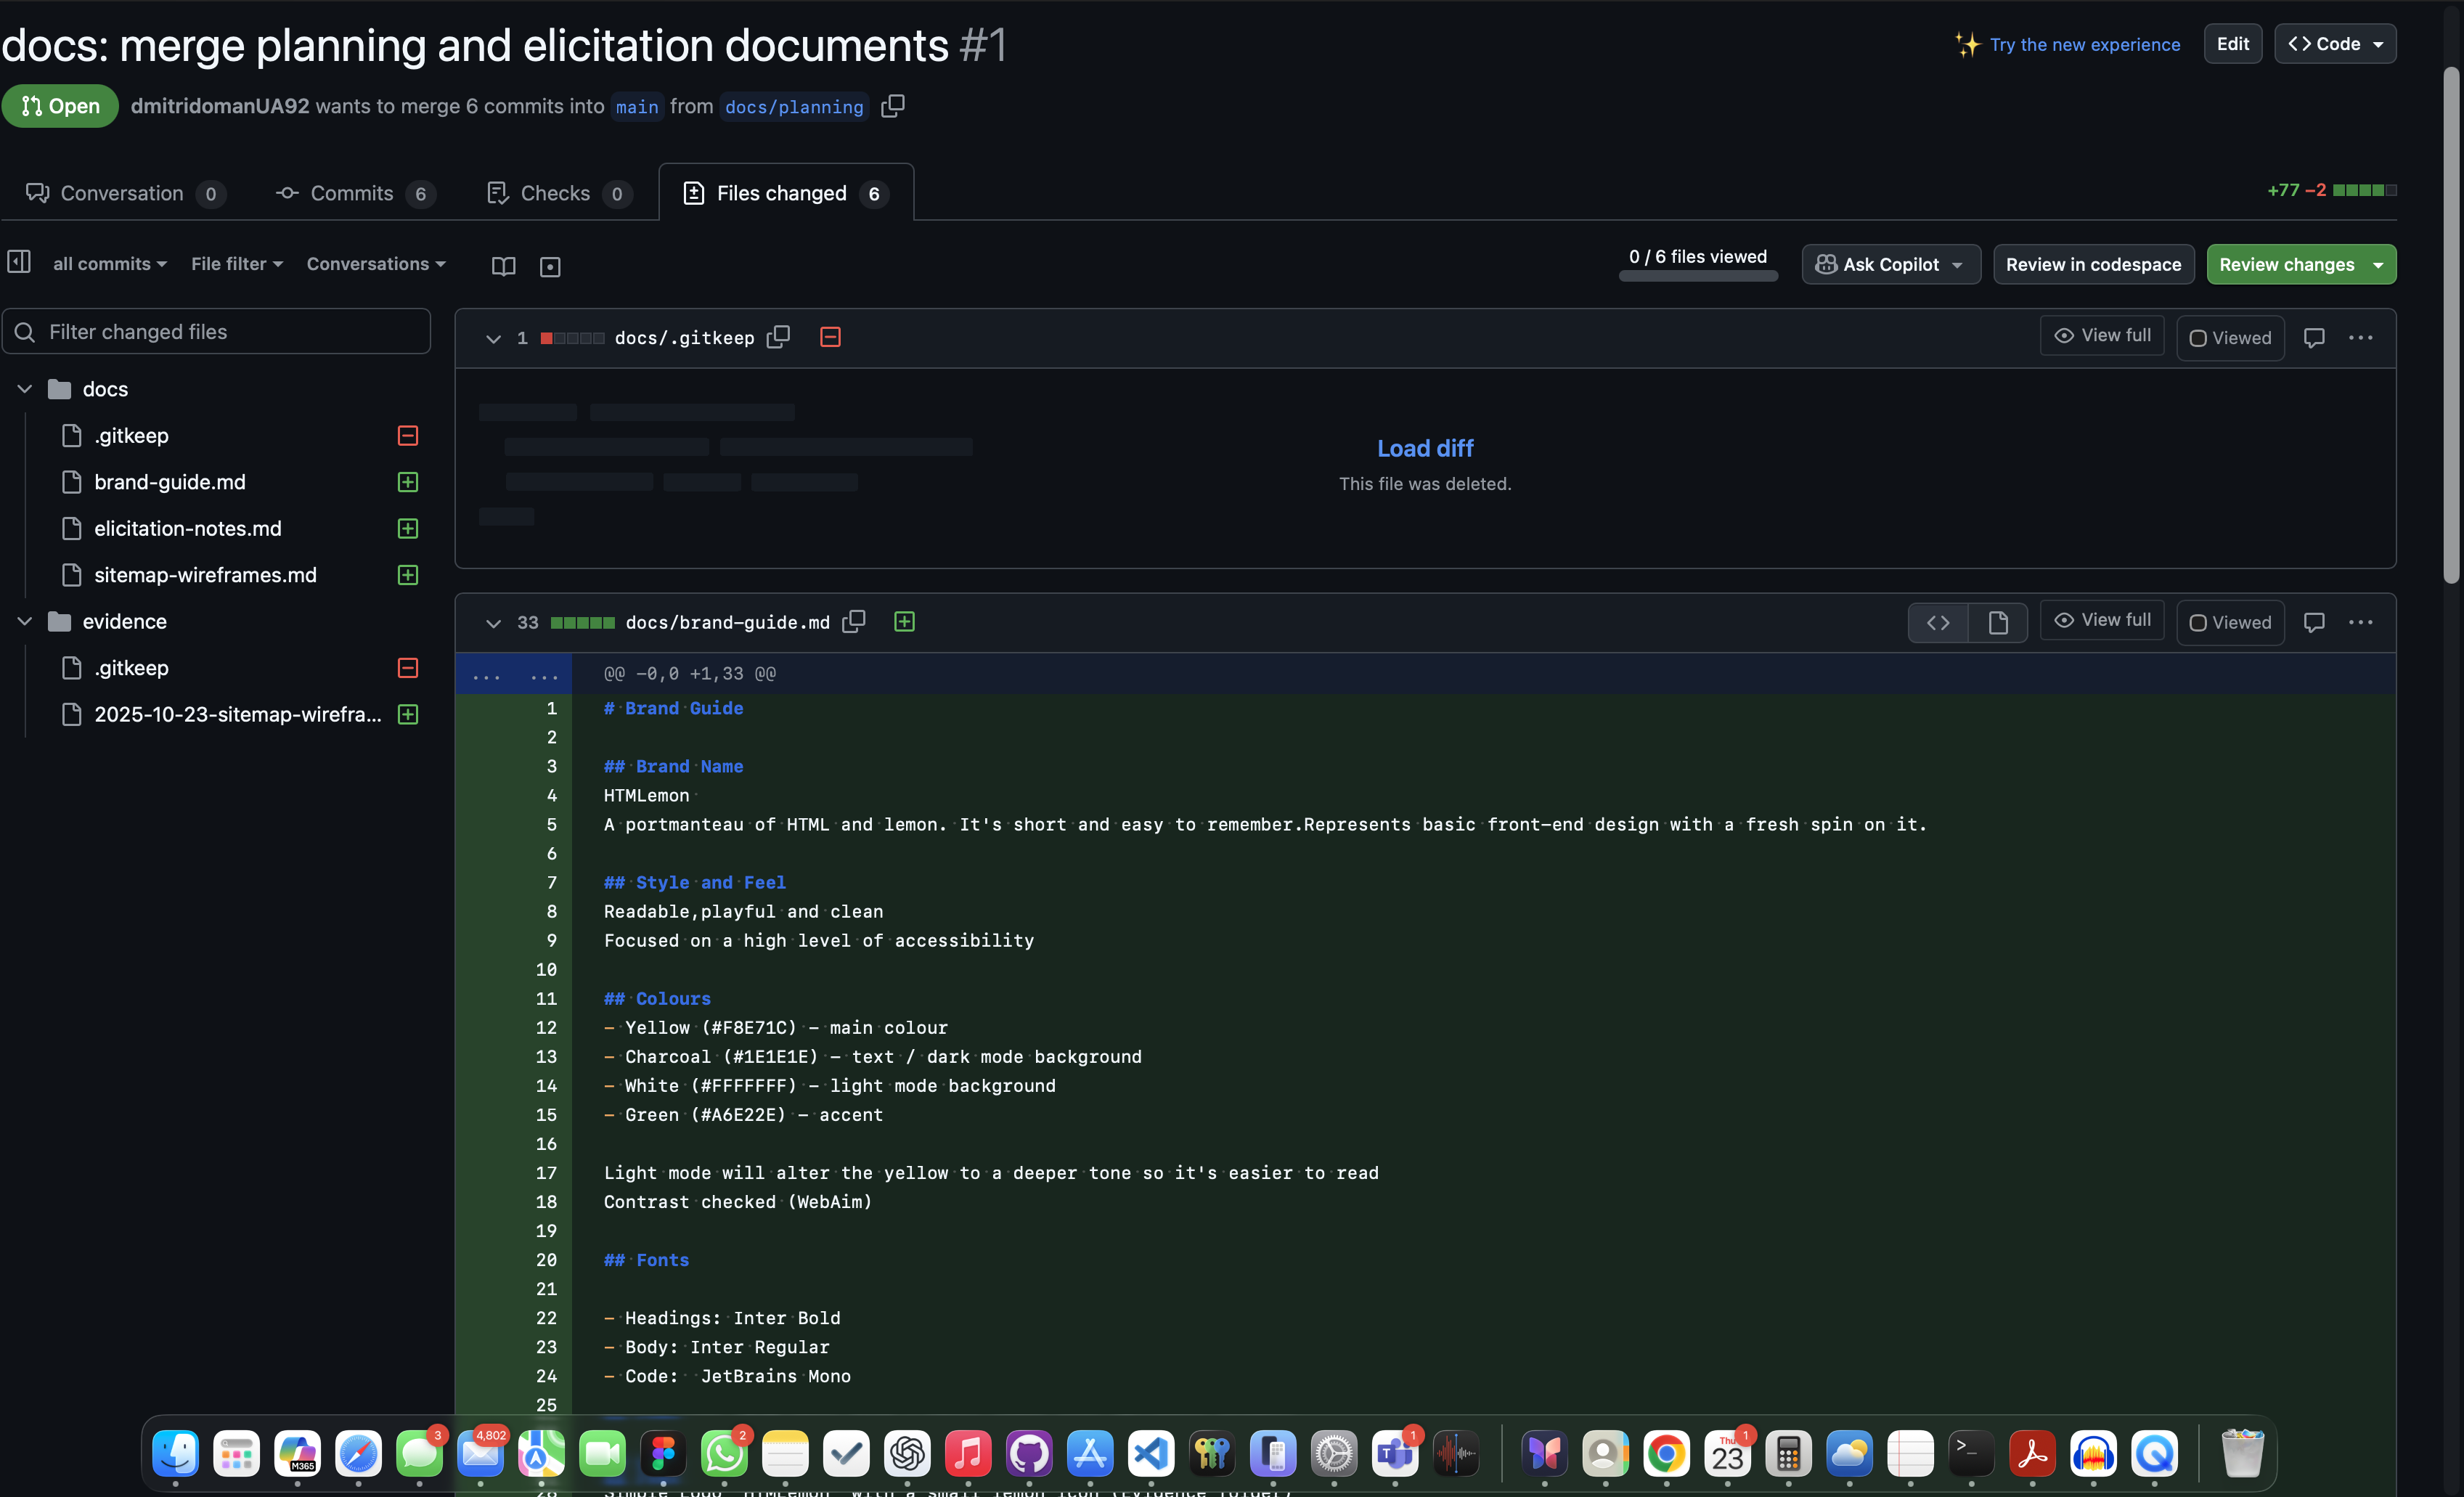 docs: merge planning and elicitation documents #1
Try the new experience
Edit
<> Code
Open
dmitridomanUA92 wants to merge 6 commits into main from docs/planning
Conversation 0
Commits 6
Checks 0
Files changed 6
+77 −2
all commits
File filter
Conversations
0 / 6 files viewed
Ask Copilot
Review in codespace
Review changes
Filter changed files
docs
.gitkeep
brand-guide.md
elicitation-notes.md
sitemap-wireframes.md
evidence
.gitkeep
2025-10-23-sitemap-wirefra...
1 docs/.gitkeep
View full
Viewed
Load diff
This file was deleted.
33 docs/brand-guide.md
View full
Viewed
... ... @@ -0,0 +1,33 @@
1 # Brand Guide
2
3 ## Brand Name
4 HTMLemon
5 A portmanteau of HTML and lemon. It's short and easy to remember.Represents basic front-end design with a fresh spin on it.
6
7 ## Style and Feel
8 Readable,playful and clean
9 Focused on a high level of accessibility
10
11 ## Colours
12 - Yellow (#F8E71C) - main colour
13 - Charcoal (#1E1E1E) - text / dark mode background
14 - White (#FFFFFFF) - light mode background
15 - Green (#A6E22E) - accent
16
17 Light mode will alter the yellow to a deeper tone so it's easier to read
18 Contrast checked (WebAim)
19
20 ## Fonts
21
22 - Headings: Inter Bold
23 - Body: Inter Regular
24 - Code:  JetBrains Mono
25
M365
3
4,802
2
1
Thu
23
1